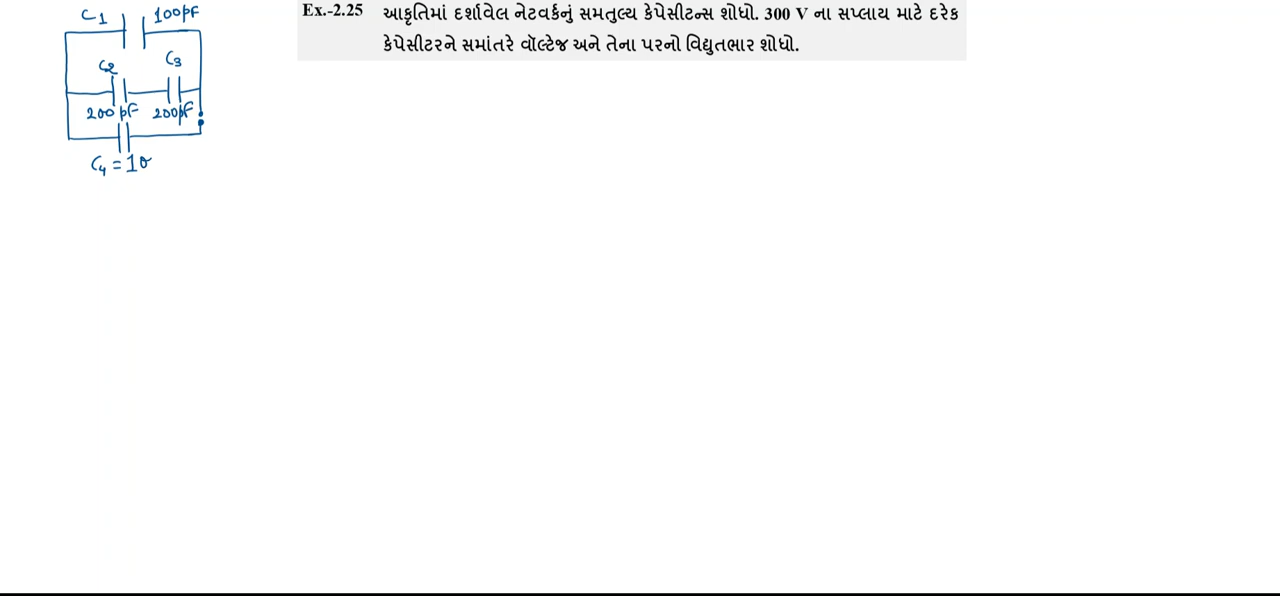 C1 100pF
C2 C3
200pF 200pF
C4 = 10
Ex.-2.25 આકૃતિમાં દર્શાવેલ નેટવર્કનું સમતુલ્ય કેપેસીટન્સ શોધો. 300 V ના સપ્લાય માટે દરેક
કેપેસીટરને સમાંતરે વૉલ્ટેજ અને તેના પરનો વિદ્યુતભાર શોધો.